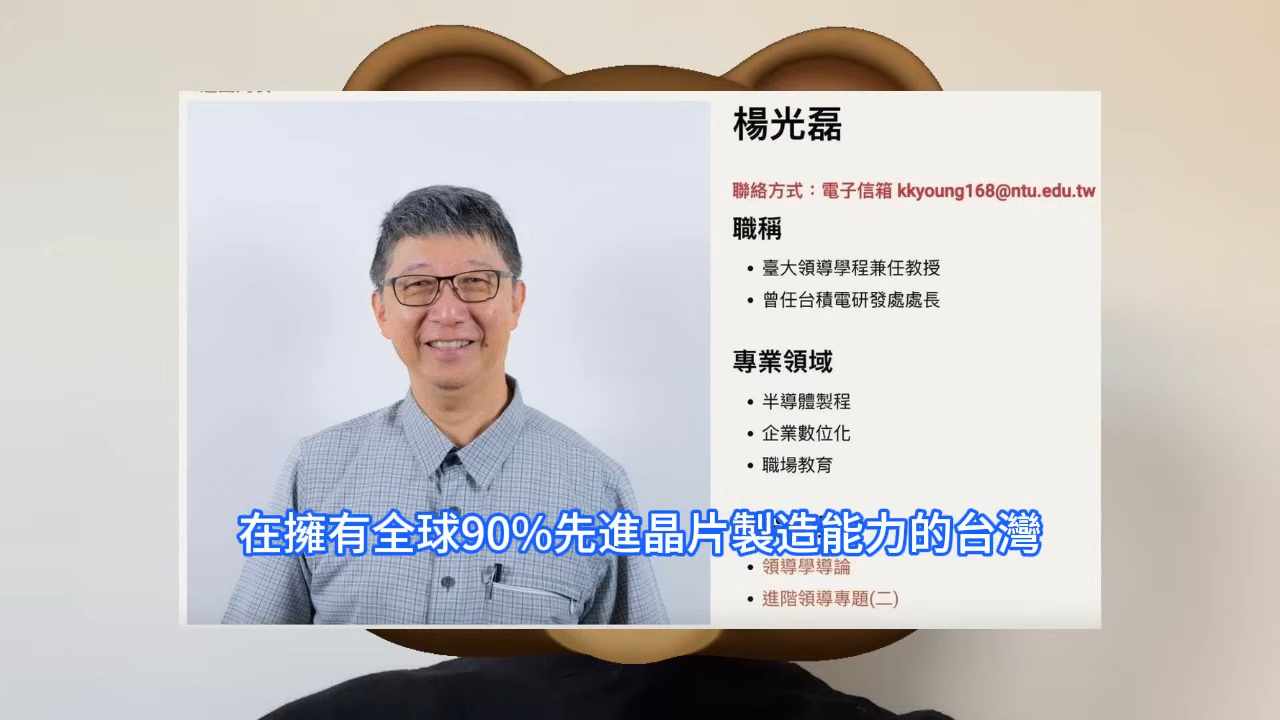 楊光磊
聯絡方式：電子信箱 kkyoung168@ntu.edu.tw
職稱
• 臺大領導學程兼任教授
• 曾任台積電研發處處長
專業領域
• 半導體製程
• 企業數位化
• 職場教育
在擁有全球90%先進晶片製造能力的台灣
• 領導學導論
• 進階領導專題(二)